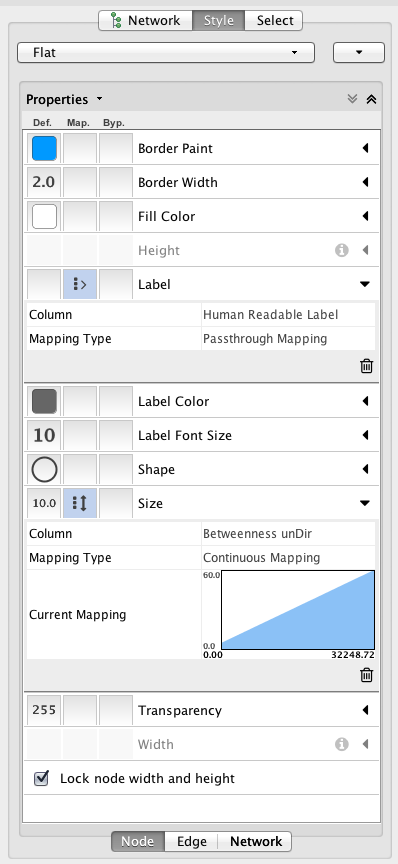 Network Style Select
Flat
Properties
Def. Map. Byp.
Border Paint
2.0 Border Width
Fill Color
Height
Label
Column Human Readable Label
Mapping Type Passthrough Mapping
Label Color
10 Label Font Size
Shape
10.0 Size
Column Betweenness unDir
Mapping Type Continuous Mapping
60.0
Current Mapping
0.0
0.00 32248.72
255 Transparency
Width
Lock node width and height
Node Edge Network